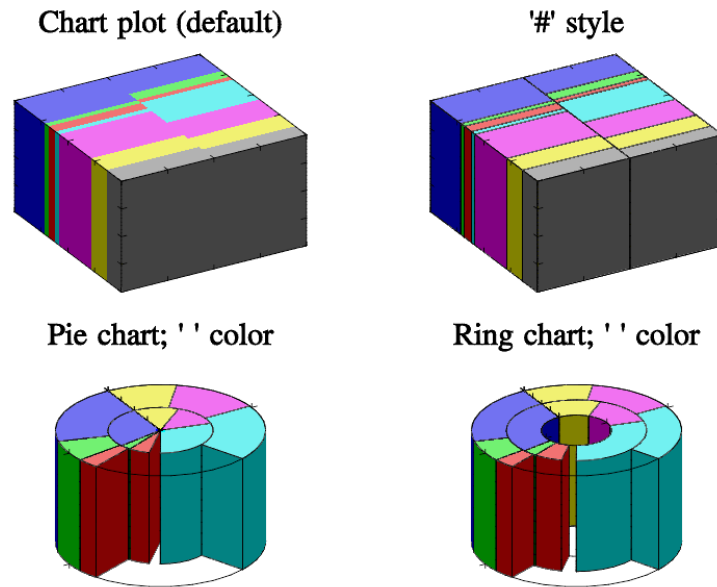 Chart plot (default)
'#' style
Pie chart; ' ' color
Ring chart; ' ' color